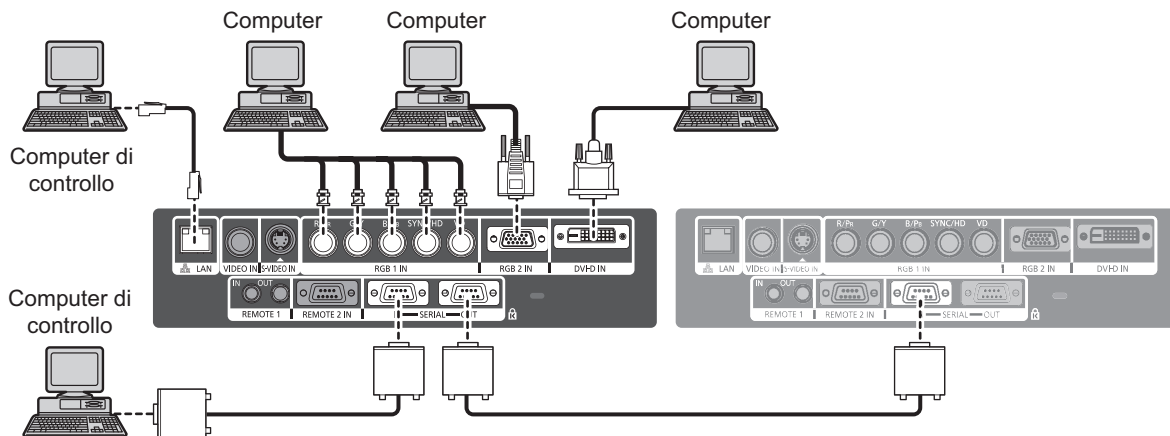 Computer
Computer
Computer
Computer di
controllo
SYNC/HD
LAN
VIDEO IN
S-VIDEO IN
RGB 1 IN
RGB 2 IN
DVI-D IN
IN
OUT
REMOTE 1
REMOTE 2 IN
SERIAL
OUT
K
R/PR
G/Y
B/PB
SYNC/HD
VD
LAN
VIDEO IN
S-VIDEO IN
RGB 1 IN
RGB 2 IN
DVI-D IN
IN
OUT
REMOTE 1
REMOTE 2 IN
SERIAL
OUT
K
Computer di
controllo